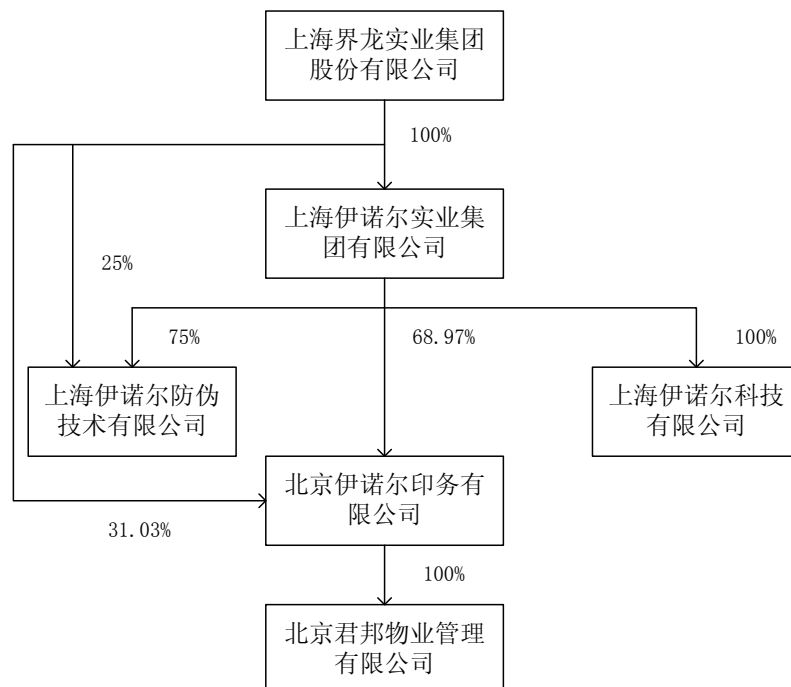 上海界龙实业集团
股份有限公司
100%
上海伊诺尔实业集
团有限公司
25%
75%
68.97%
100%
上海伊诺尔防伪
技术有限公司
上海伊诺尔科技
有限公司
北京伊诺尔印务有
限公司
31.03%
100%
北京君邦物业管理
有限公司